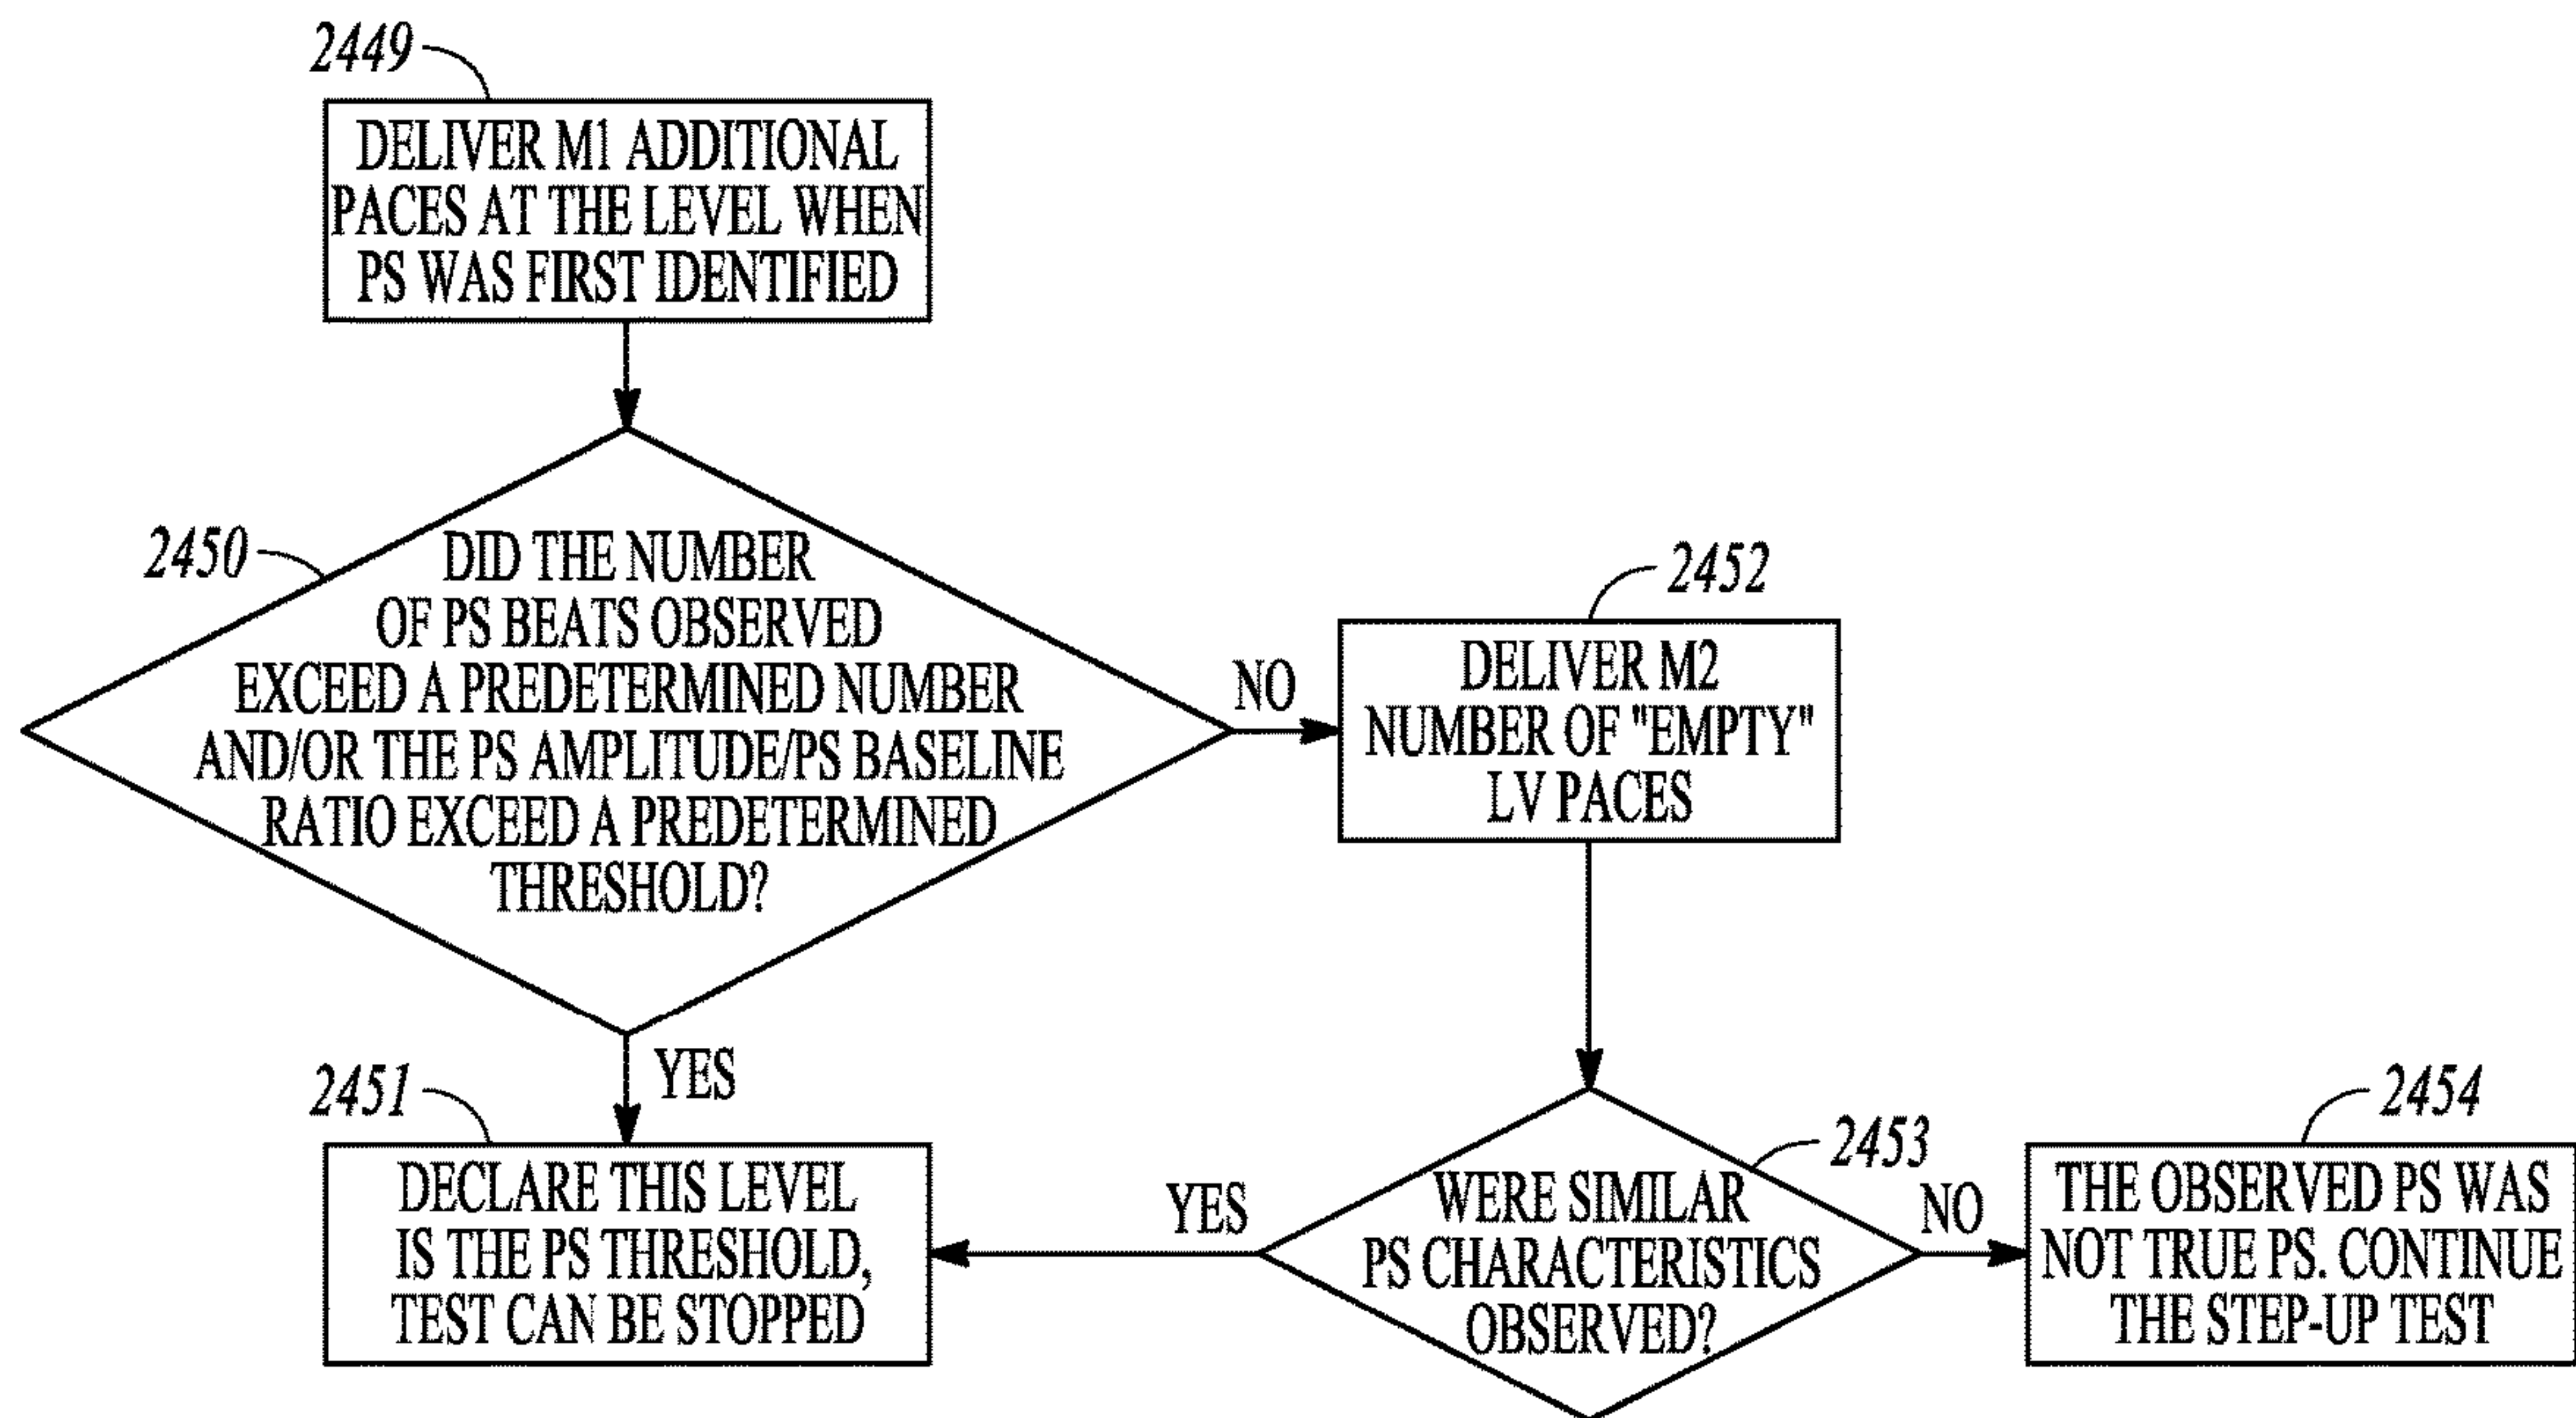 2449
DELIVER M1 ADDITIONAL
PACES AT THE LEVEL WHEN
PS WAS FIRST IDENTIFIED
2450
DID THE NUMBER
OF PS BEATS OBSERVED
EXCEED A PREDETERMINED NUMBER
AND/OR THE PS AMPLITUDE/PS BASELINE
RATIO EXCEED A PREDETERMINED
THRESHOLD?
NO
2452
DELIVER M2
NUMBER OF "EMPTY"
LV PACES
YES
2451
DECLARE THIS LEVEL
IS THE PS THRESHOLD,
TEST CAN BE STOPPED
YES
2453
WERE SIMILAR
PS CHARACTERISTICS
OBSERVED?
NO
2454
THE OBSERVED PS WAS
NOT TRUE PS. CONTINUE
THE STEP-UP TEST